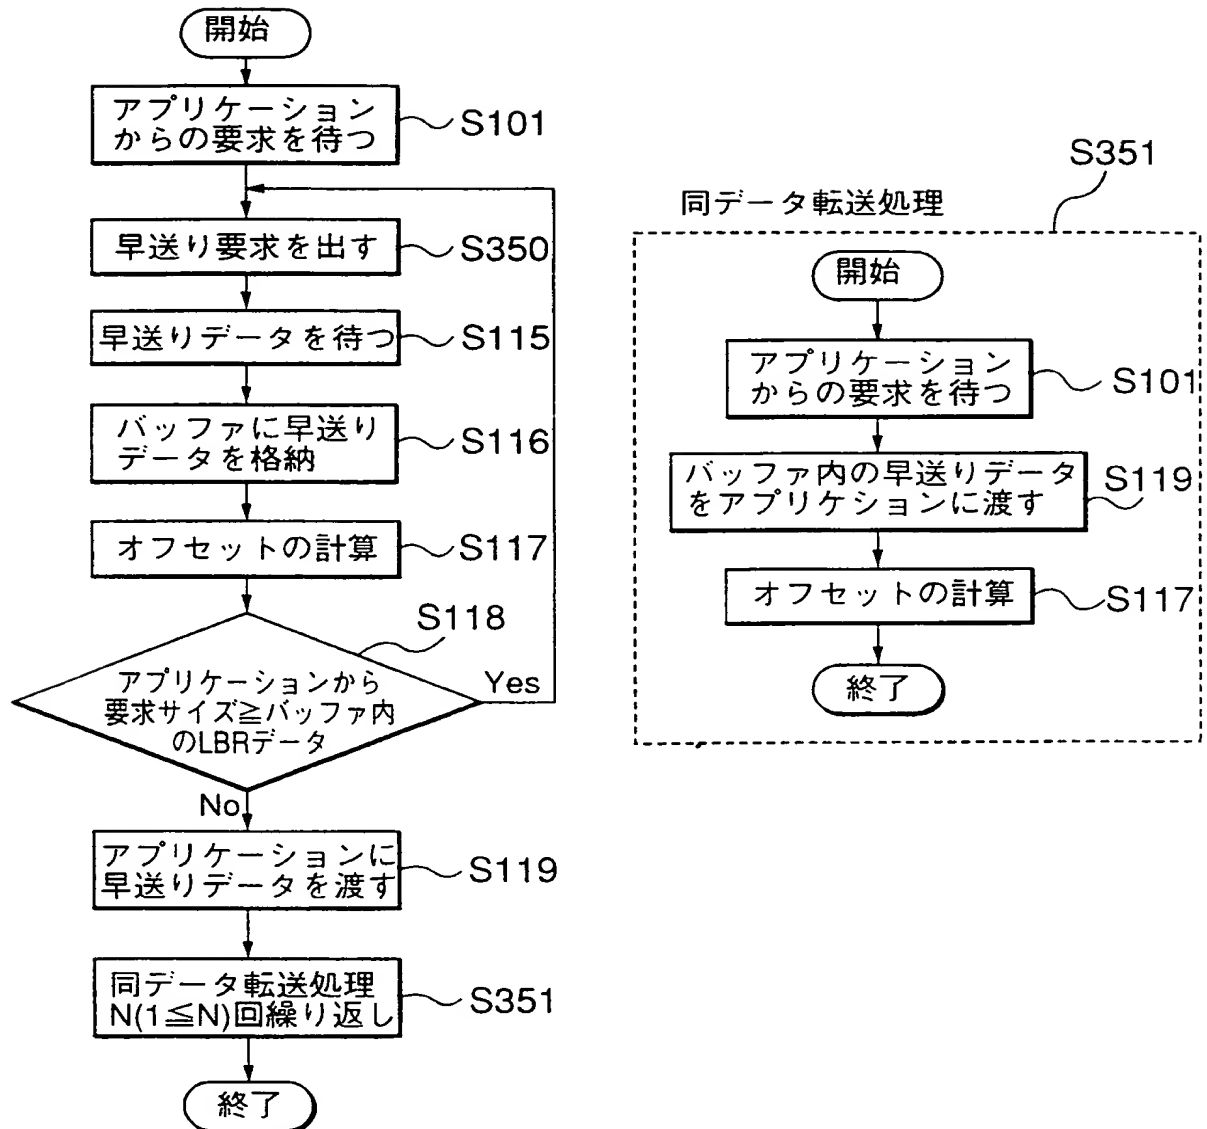 開始
アプリケーション
からの要求を待つ
S101
早送り要求を出す
S350
早送りデータを待つ
S115
バッファに早送り
データを格納
S116
オフセットの計算
S117
S118
アプリケーションから
要求サイズ≧バッファ内
のLBRデータ
Yes
No
アプリケーションに
早送りデータを渡す
S119
同データ転送処理
N(1≦N)回繰り返し
S351
終了
S351
同データ転送処理
開始
アプリケーション
からの要求を待つ
S101
バッファ内の早送りデータ
をアプリケションに渡す
S119
オフセットの計算
S117
終了